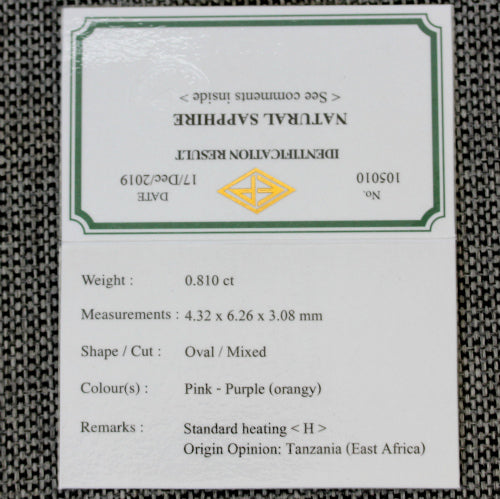 No. 105010
DATE 17/Dec/2019
IDENTIFICATION RESULT
NATURAL SAPPHIRE
< See comments inside >
Weight : 0.810 ct
Measurements : 4.32 x 6.26 x 3.08 mm
Shape / Cut : Oval / Mixed
Colour(s) : Pink - Purple (orangy)
Remarks : Standard heating < H >
Origin Opinion: Tanzania (East Africa)